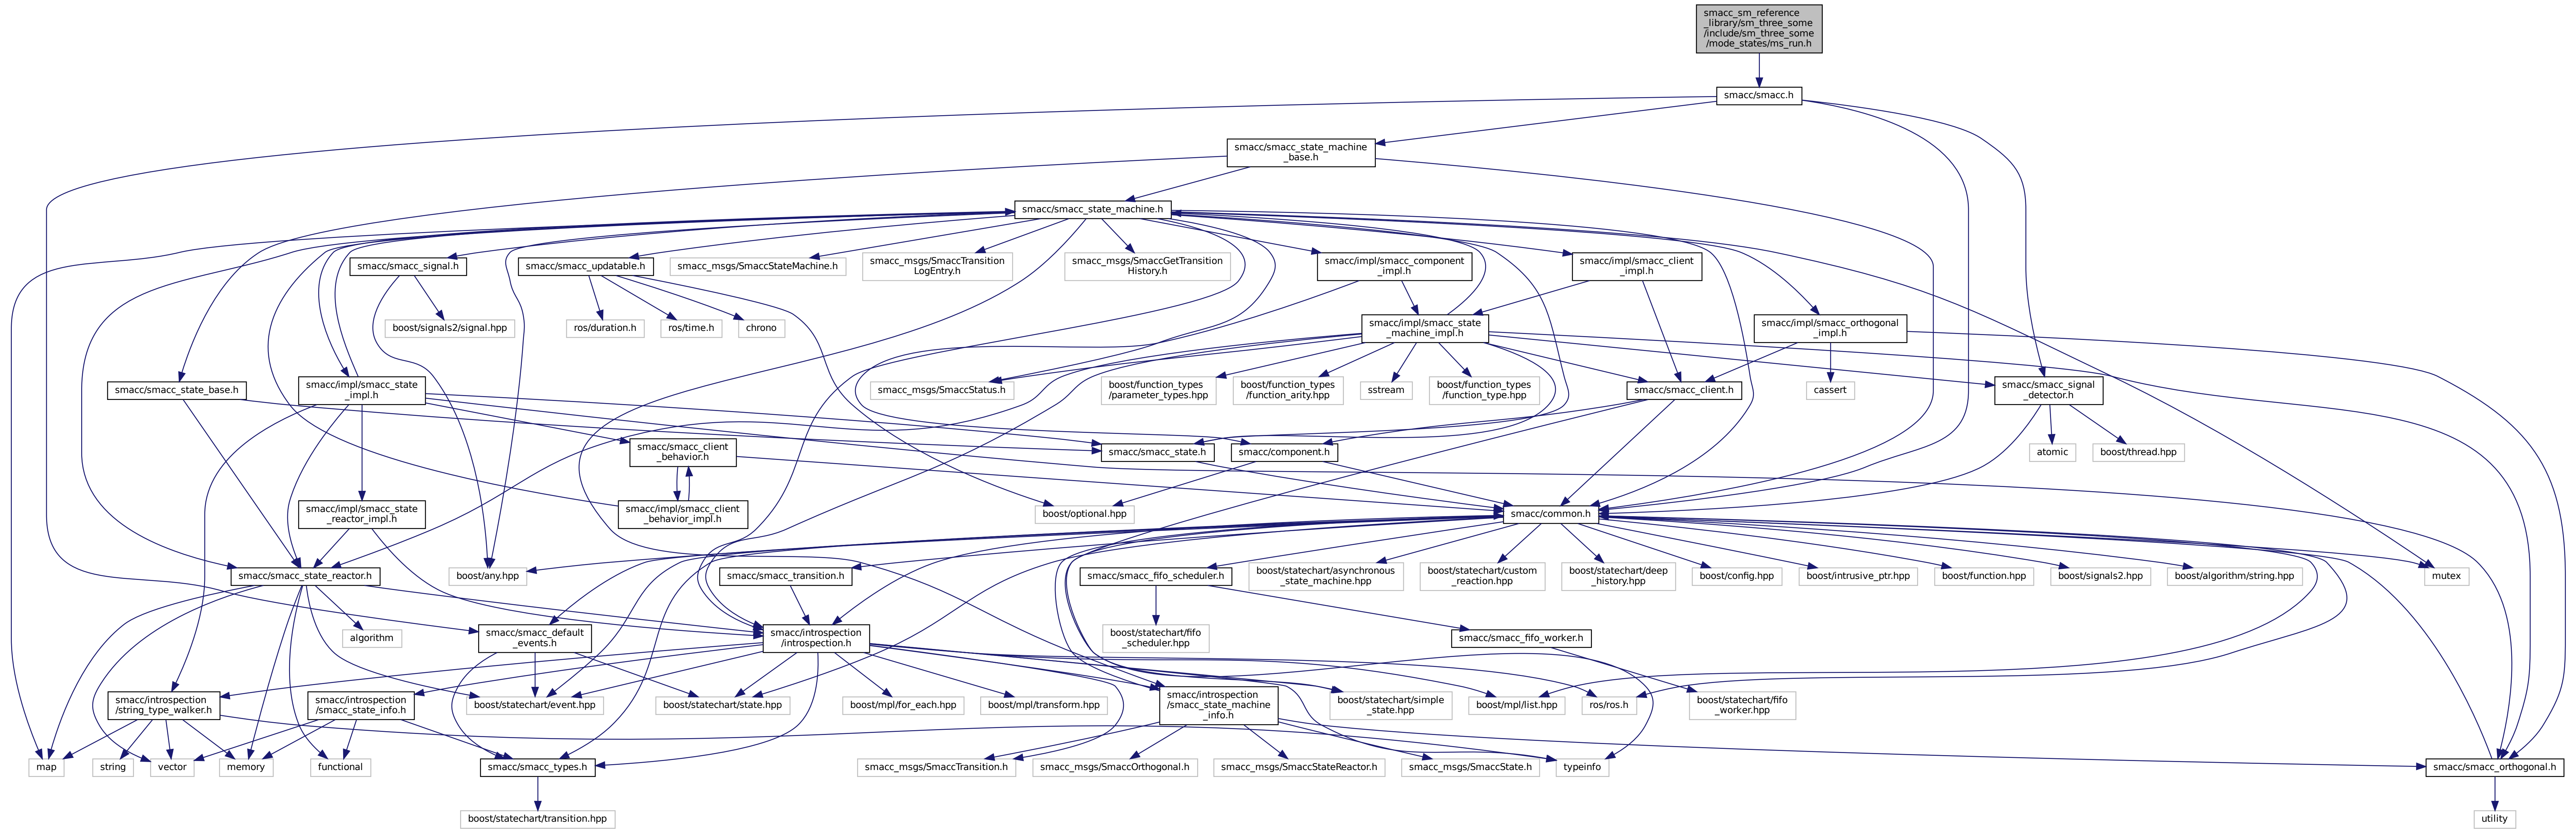 smacc_sm_reference
_library/sm_three_some
/include/sm_three_some
/mode_states/ms_run.h
smacc/smacc.h
smacc/smacc_state_machine
_base.h
smacc/smacc_state_machine.h
smacc/smacc_signal.h
smacc/smacc_updatable.h
smacc_msgs/SmaccStateMachine.h
smacc_msgs/SmaccTransition
LogEntry.h
smacc_msgs/SmaccGetTransition
History.h
smacc/impl/smacc_component
_impl.h
smacc/impl/smacc_client
_impl.h
boost/signals2/signal.hpp
ros/duration.h
ros/time.h
chrono
smacc/impl/smacc_state
_machine_impl.h
smacc/impl/smacc_orthogonal
_impl.h
smacc/smacc_state_base.h
smacc/impl/smacc_state
_impl.h
smacc_msgs/SmaccStatus.h
boost/function_types
/parameter_types.hpp
boost/function_types
/function_arity.hpp
sstream
boost/function_types
/function_type.hpp
smacc/smacc_client.h
cassert
smacc/smacc_signal
_detector.h
smacc/smacc_client
_behavior.h
smacc/smacc_state.h
smacc/component.h
atomic
boost/thread.hpp
smacc/impl/smacc_state
_reactor_impl.h
smacc/impl/smacc_client
_behavior_impl.h
boost/optional.hpp
smacc/common.h
smacc/smacc_state_reactor.h
boost/any.hpp
smacc/smacc_transition.h
smacc/smacc_fifo_scheduler.h
boost/statechart/asynchronous
_state_machine.hpp
boost/statechart/custom
_reaction.hpp
boost/statechart/deep
_history.hpp
boost/config.hpp
boost/intrusive_ptr.hpp
boost/function.hpp
boost/signals2.hpp
boost/algorithm/string.hpp
mutex
algorithm
smacc/smacc_default
_events.h
smacc/introspection
/introspection.h
boost/statechart/fifo
_scheduler.hpp
smacc/smacc_fifo_worker.h
smacc/introspection
/string_type_walker.h
smacc/introspection
/smacc_state_info.h
boost/statechart/event.hpp
boost/statechart/state.hpp
boost/mpl/for_each.hpp
boost/mpl/transform.hpp
smacc/introspection
/smacc_state_machine
_info.h
boost/statechart/simple
_state.hpp
boost/mpl/list.hpp
ros/ros.h
boost/statechart/fifo
_worker.hpp
map
string
vector
memory
functional
smacc/smacc_types.h
smacc_msgs/SmaccTransition.h
smacc_msgs/SmaccOrthogonal.h
smacc_msgs/SmaccStateReactor.h
smacc_msgs/SmaccState.h
typeinfo
smacc/smacc_orthogonal.h
boost/statechart/transition.hpp
utility